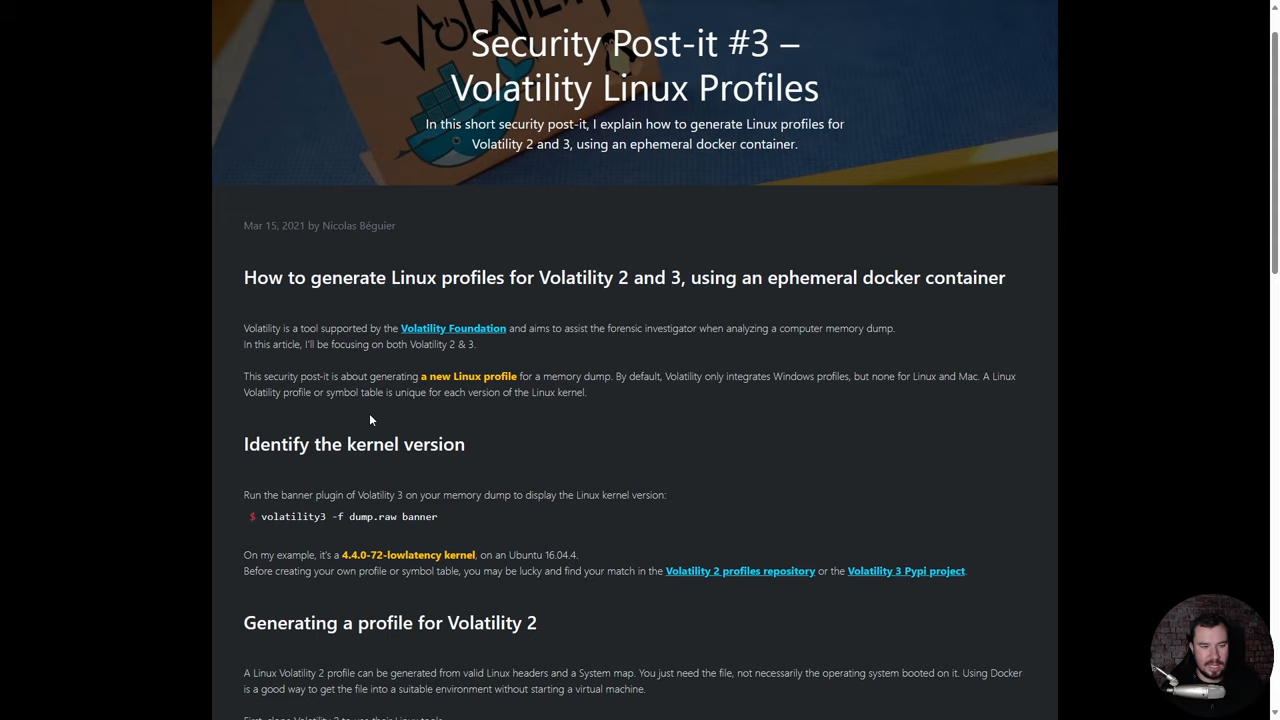 VOLATILITY
Security Post-it #3 –
Volatility Linux Profiles
In this short security post-it, I explain how to generate Linux profiles for
Volatility 2 and 3, using an ephemeral docker container.
Mar 15, 2021 by Nicolas Béguier
How to generate Linux profiles for Volatility 2 and 3, using an ephemeral docker container
Volatility is a tool supported by the Volatility Foundation and aims to assist the forensic investigator when analyzing a computer memory dump.
In this article, I'll be focusing on both Volatility 2 & 3.
This security post-it is about generating a new Linux profile for a memory dump. By default, Volatility only integrates Windows profiles, but none for Linux and Mac. A Linux
Volatility profile or symbol table is unique for each version of the Linux kernel.
Identify the kernel version
Run the banner plugin of Volatility 3 on your memory dump to display the Linux kernel version:
$ volatility3 -f dump.raw banner
On my example, it's a 4.4.0-72-lowlatency kernel, on an Ubuntu 16.04.4.
Before creating your own profile or symbol table, you may be lucky and find your match in the Volatility 2 profiles repository or the Volatility 3 Pypi project.
Generating a profile for Volatility 2
A Linux Volatility 2 profile can be generated from valid Linux headers and a System map. You just need the file, not necessarily the operating system booted on it. Using Docker
is a good way to get the file into a suitable environment without starting a virtual machine.
First, clone Volatility 2 to use their Linux tools